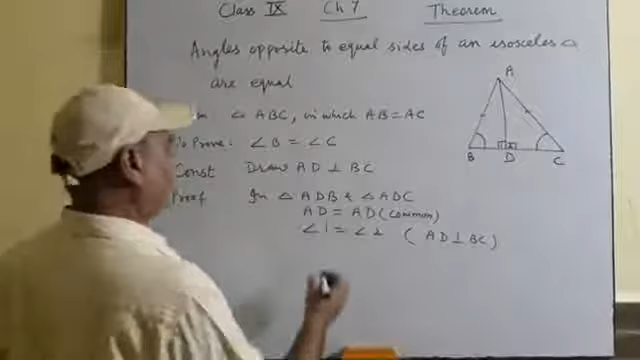 Class IX Ch 7 Theorem
Angles opposite to equal sides of an isosceles △
are equal
△ ABC, in which AB = AC
To Prove: ∠B = ∠C
Const Draw AD ⊥ BC
Proof In △ ADB & △ ADC
AD = AD (common)
∠1 = ∠2 (AD ⊥ BC)
A
B D C